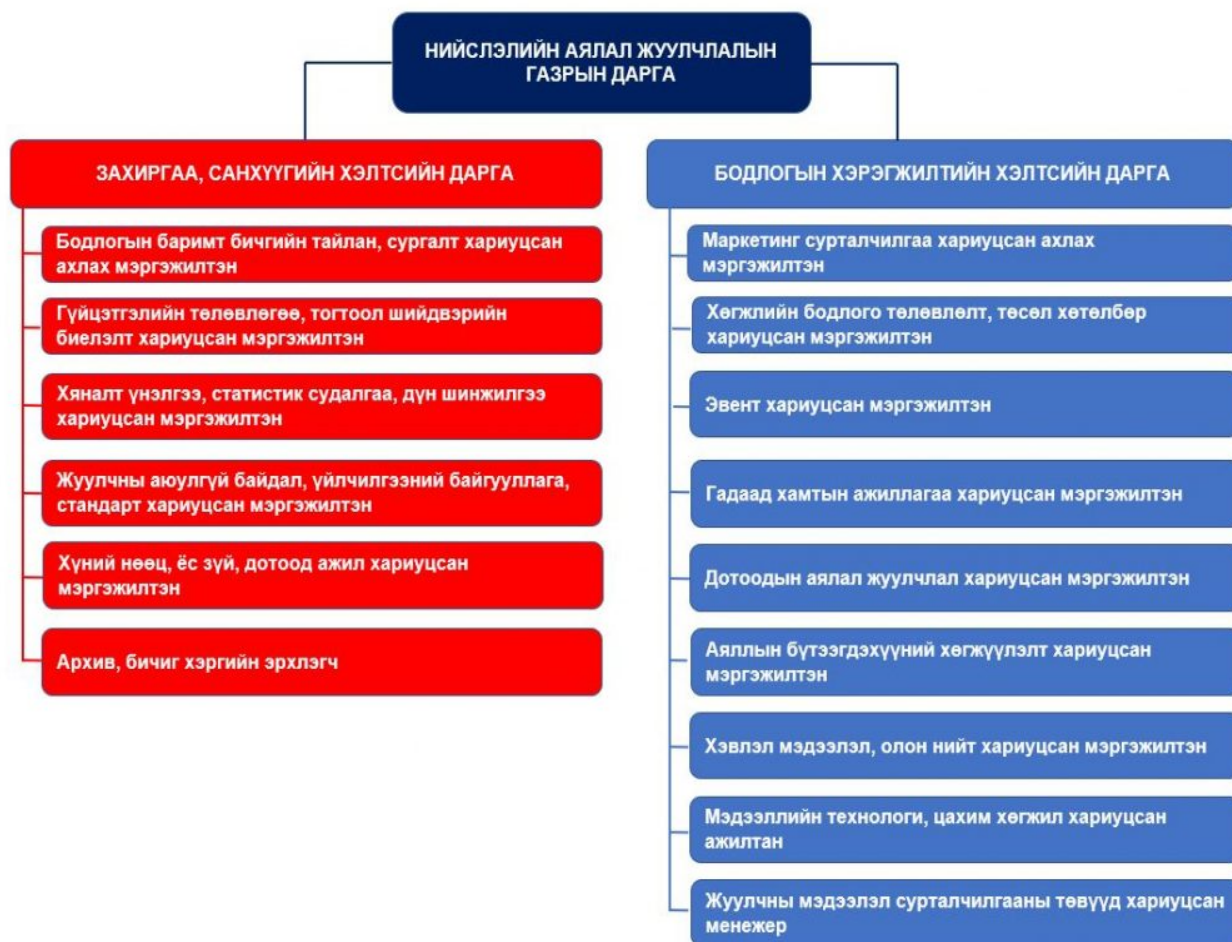 НИЙСЛЭЛИЙН АЯЛАЛ ЖУУЛЧЛАЛЫН
ГАЗРЫН ДАРГА
ЗАХИРГАА, САНХҮҮГИЙН ХЭЛТСИЙН ДАРГА
Бодлогын баримт бичгийн тайлан, сургалт хариуцсан
ахлах мэргэжилтэн
Гүйцэтгэлийн төлөвлөгөө, тогтоол шийдвэрийн
биелэлт хариуцсан мэргэжилтэн
Хяналт үнэлгээ, статистик судалгаа, дүн шинжилгээ
хариуцсан мэргэжилтэн
Жуулчны аюулгүй байдал, үйлчилгээний байгууллага,
стандарт хариуцсан мэргэжилтэн
Хүний нөөц, ёс зүй, дотоод ажил хариуцсан
мэргэжилтэн
Архив, бичиг хэргийн эрхлэгч
БОДЛОГЫН ХЭРЭГЖИЛТИЙН ХЭЛТСИЙН ДАРГА
Маркетинг сурталчилгаа хариуцсан ахлах
мэргэжилтэн
Хөгжлийн бодлого төлөвлөлт, төсөл хөтөлбөр
хариуцсан мэргэжилтэн
Эвент хариуцсан мэргэжилтэн
Гадаад хамтын ажиллагаа хариуцсан мэргэжилтэн
Дотоодын аялал жуулчлал хариуцсан мэргэжилтэн
Аяллын бүтээгдэхүүний хөгжүүлэлт хариуцсан
мэргэжилтэн
Хэвлэл мэдээлэл, олон нийт хариуцсан мэргэжилтэн
Мэдээллийн технологи, цахим хөгжил хариуцсан
ажилтан
Жуулчны мэдээлэл сурталчилгааны төвүүд хариуцсан
менежер